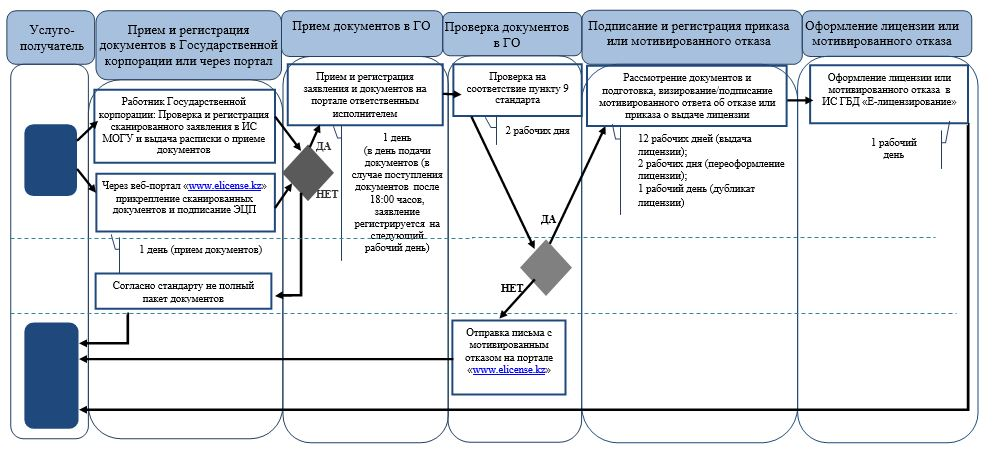 Услуго-
получатель
Прием и регистрация
документов в Государственной
корпорации или через портал
Прием документов в ГО
Проверка документов
в ГО
Подписание и регистрация приказа
или мотивированного отказа
Оформление лицензии или
мотивированного отказа
Работник Государственной
корпорации: Проверка и регистрация
сканированного заявления в ИС
МОГУ и выдача расписки о приеме
документов
Через веб-портал «www.elicense.kz»
прикрепление сканированных
документов и подписание ЭЦП
1 день (прием документов)
Согласно стандарту не полный
пакет документов
ДА
НЕТ
Прием и регистрация
заявления и документов на
портале ответственным
исполнителем
1 день
(в день подачи
документов (в
случае поступления
документов после
18:00 часов,
заявление
регистрируется на
следующий
рабочий день)
Проверка на
соответствие пункту 9
стандарта
2 рабочих дня
ДА
НЕТ
Отправка письма с
мотивированным
отказом на портале
«www.elicense.kz»
Рассмотрение документов и
подготовка, визирование/подписание
мотивированного ответа об отказе или
приказа о выдаче лицензии
12 рабочих дней (выдача
лицензии);
2 рабочих дня (переоформление
лицензии);
1 рабочий день (дубликат
лицензии)
Оформление лицензии или
мотивированного отказа в
ИС ГБД «Е-лицензирование»
1 рабочий
день